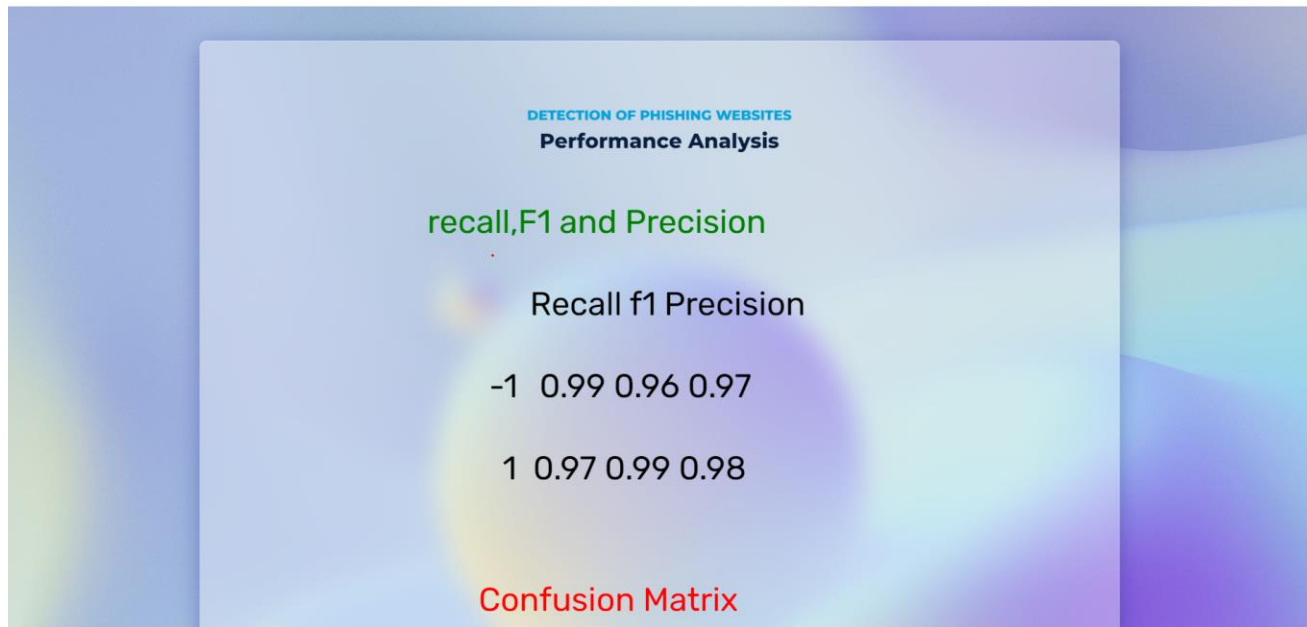 DETECTION OF PHISHING WEBSITES
Performance Analysis
recall,F1 and Precision
Recall f1 Precision
-1 0.99 0.96 0.97
1 0.97 0.99 0.98
Confusion Matrix